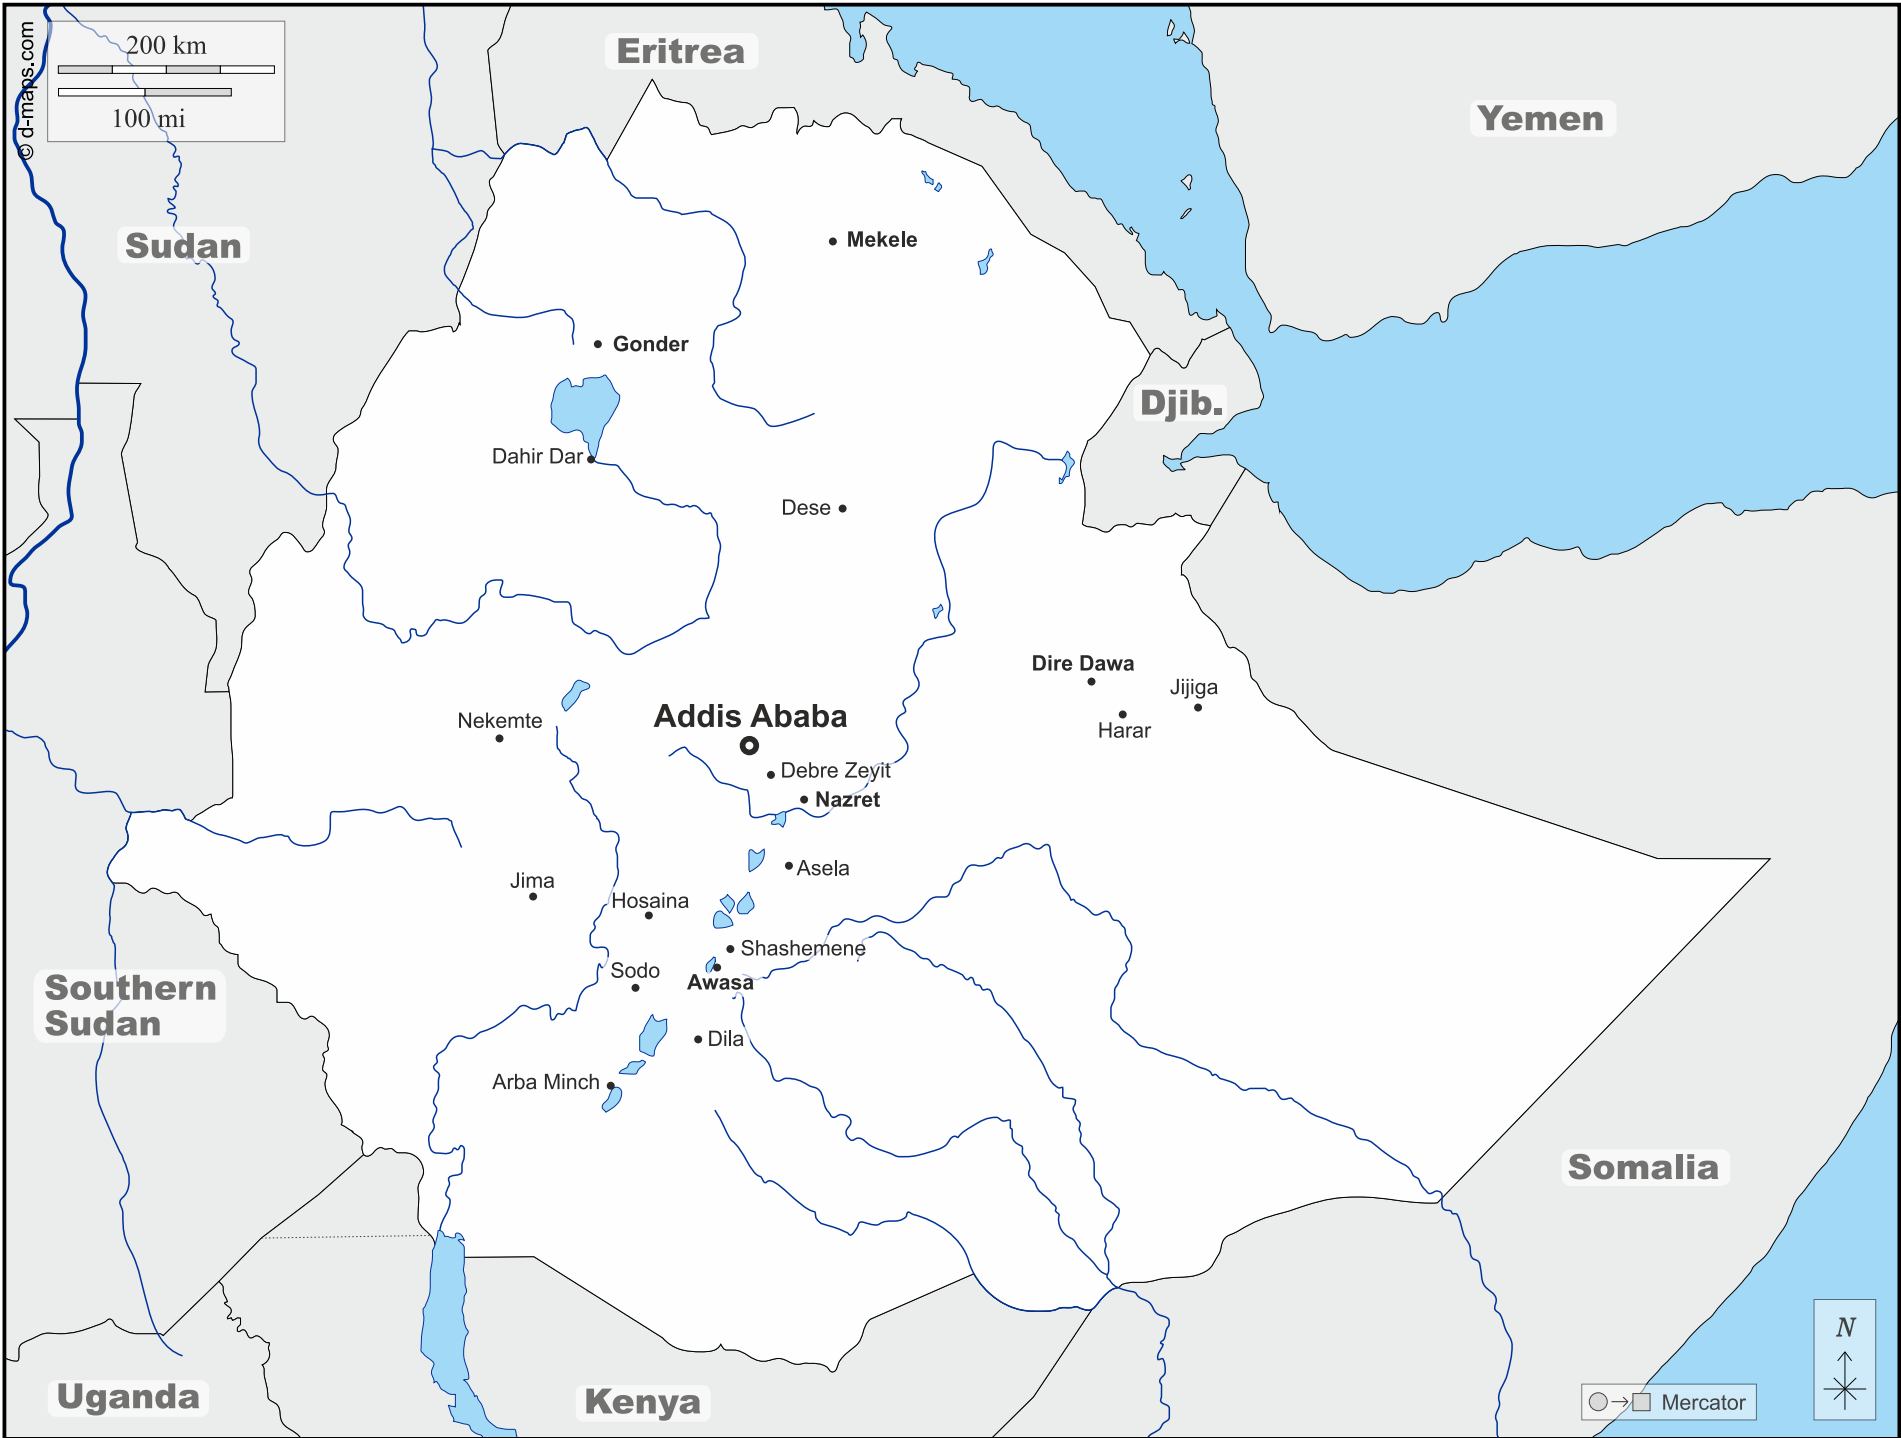 © d-maps.com
200 km
100 mi
Eritrea
Yemen
Sudan
Mekele
Gonder
Djib.
Dahir Dar
Dese
Dire Dawa
Jijiga
Harar
Nekemte
Addis Ababa
Debre Zeyit
Nazret
Asela
Jima
Hosaina
Shashemene
Sodo
Awasa
Southern
Sudan
Dila
Arba Minch
Somalia
Uganda
Kenya
N
Mercator